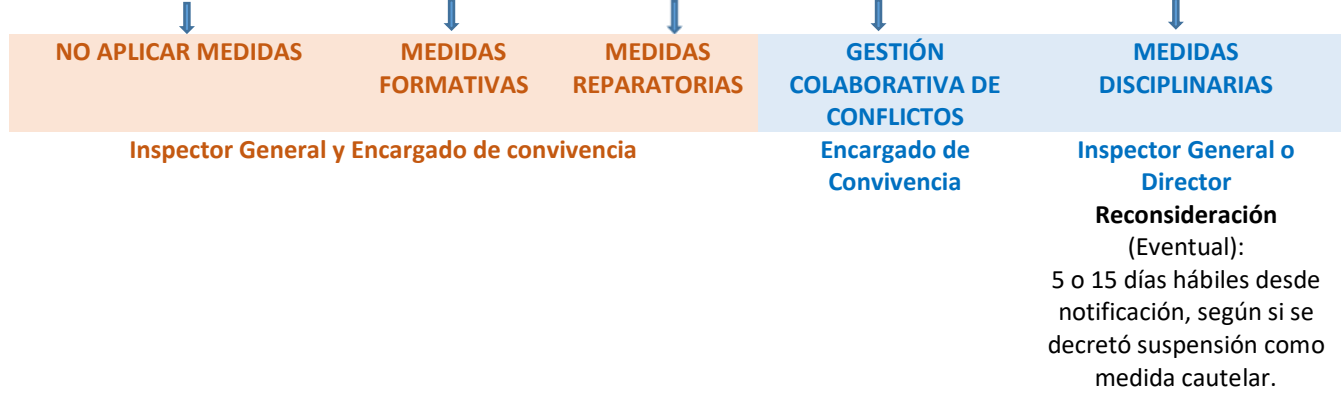 NO APLICAR MEDIDAS
MEDIDAS
FORMATIVAS
MEDIDAS
REPARATORIAS
GESTIÓN
COLABORATIVA DE
CONFLICTOS
MEDIDAS
DISCIPLINARIAS
Inspector General y Encargado de convivencia
Encargado de
Convivencia
Inspector General o
Director
Reconsideración
(Eventual):
5 o 15 días hábiles desde
notificación, según si se
decretó suspensión como
medida cautelar.